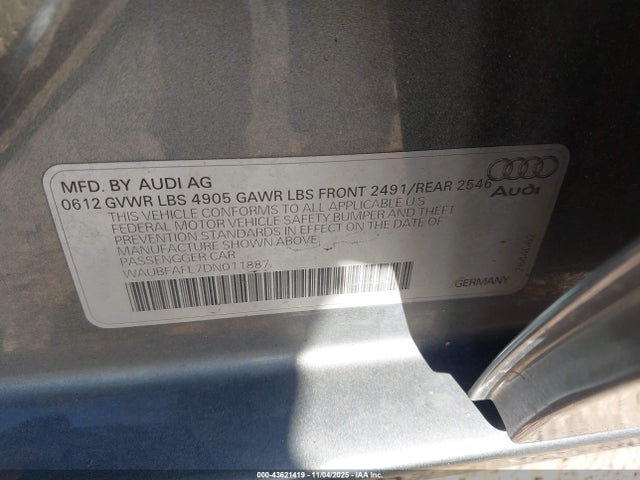 MFD. BY AUDI AG
0612 GVWR LBS 4905 GAWR LBS FRONT 2491/REAR 2546
THIS VEHICLE CONFORMS TO ALL APPLICABLE U S
FEDERAL MOTOR VEHICLE SAFETY, BUMPER AND THEFT
PREVENTION STANDARDS IN EFFECT ON THE DATE OF
MANUFACTURE SHOWN ABOVE.
PASSENGGER CAR
WAUBFAFL7DN011887
Audi
GERMANY
000-43621419 - 11/04/2025 - IAA Inc.